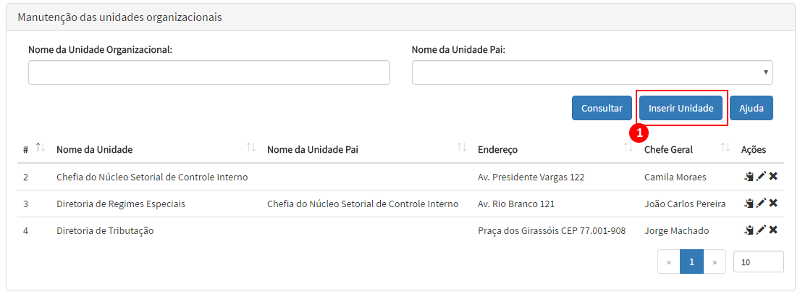 Manutenção das unidades organizacionais
Nome da Unidade Organizacional: Nome da Unidade Pai:
Consultar Inserir Unidade Ajuda
1
# Nome da Unidade Nome da Unidade Pai Endereço Chefe Geral Ações
2 Chefia do Núcleo Setorial de Controle Interno Av. Presidente Vargas 122 Camila Moraes
3 Diretoria de Regimes Especiais Chefia do Núcleo Setorial de Controle Interno Av. Rio Branco 121 João Carlos Pereira
4 Diretoria de Tributação Praça dos Girassóis CEP 77.001-908 Jorge Machado
« 1 » 10